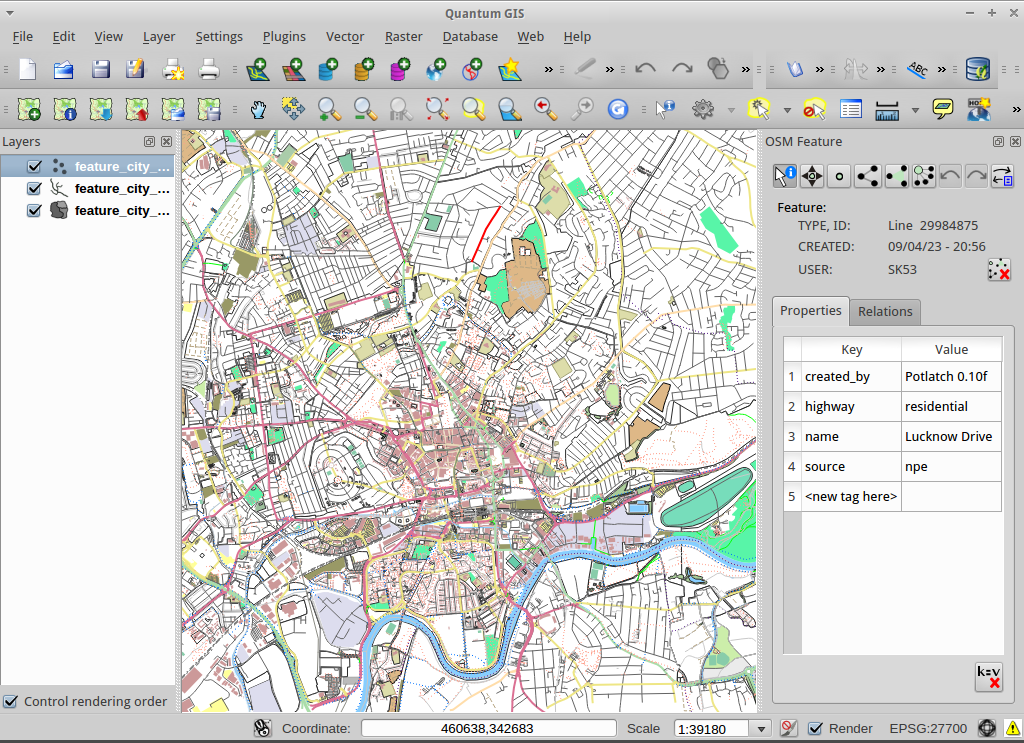 Quantum GIS
File Edit View Layer Settings Plugins Vector Raster Database Web Help
» » » » » »
ABC
HOT
»
Layers
feature_city_...
feature_city_...
feature_city_...
Control rendering order
OSM Feature
Feature:
TYPE, ID: Line 29984875
CREATED: 09/04/23 - 20:56
USER: SK53
Properties Relations
Key Value
1 created_by Potlatch 0.10f
2 highway residential
3 name Lucknow Drive
4 source npe
5 <new tag here>
k=v
Coordinate: 460638,342683 Scale 1:39180 Render EPSG:27700